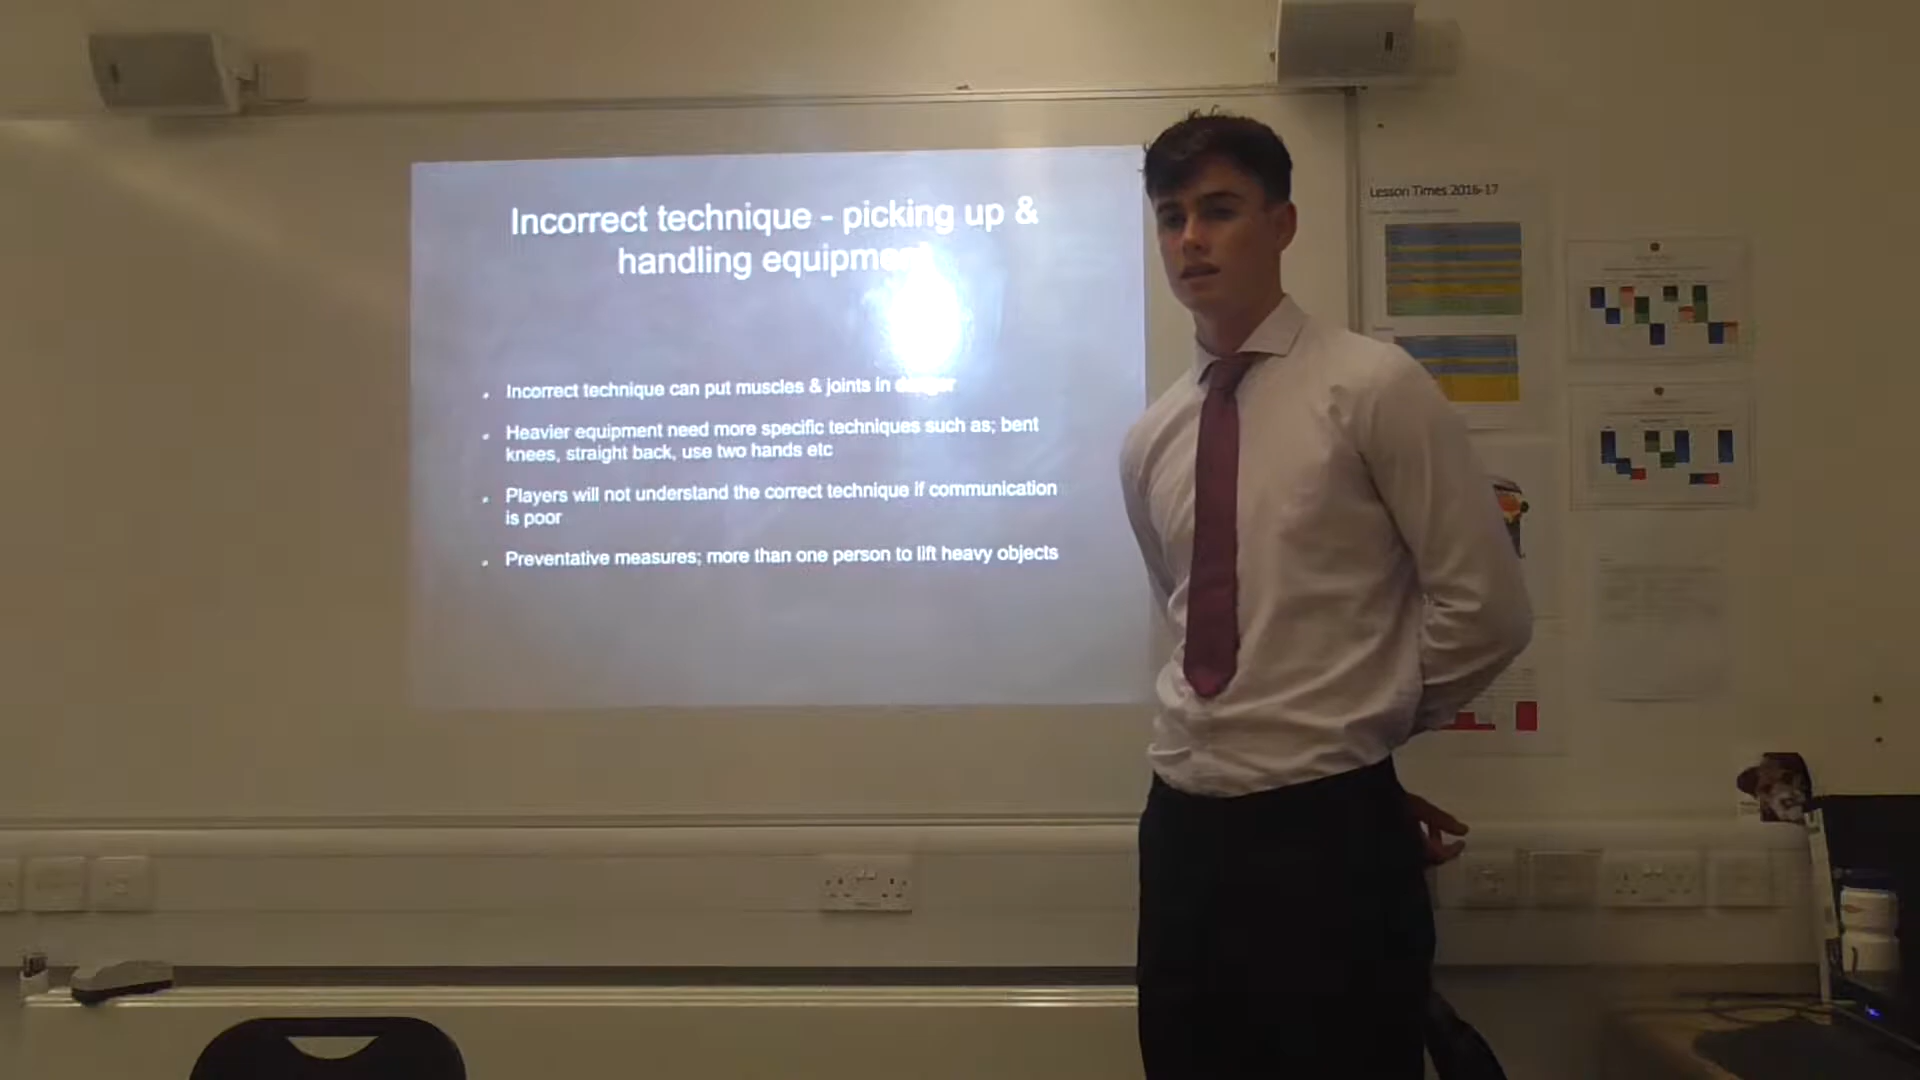 Incorrect technique - picking up &
handling equipment
Incorrect technique can put muscles & joints in danger
Heavier equipment need more specific techniques such as; bent
knees, straight back, use two hands etc
Players will not understand the correct technique if communication
is poor
Preventative measures; more than one person to lift heavy objects
Lesson Times 2016-17